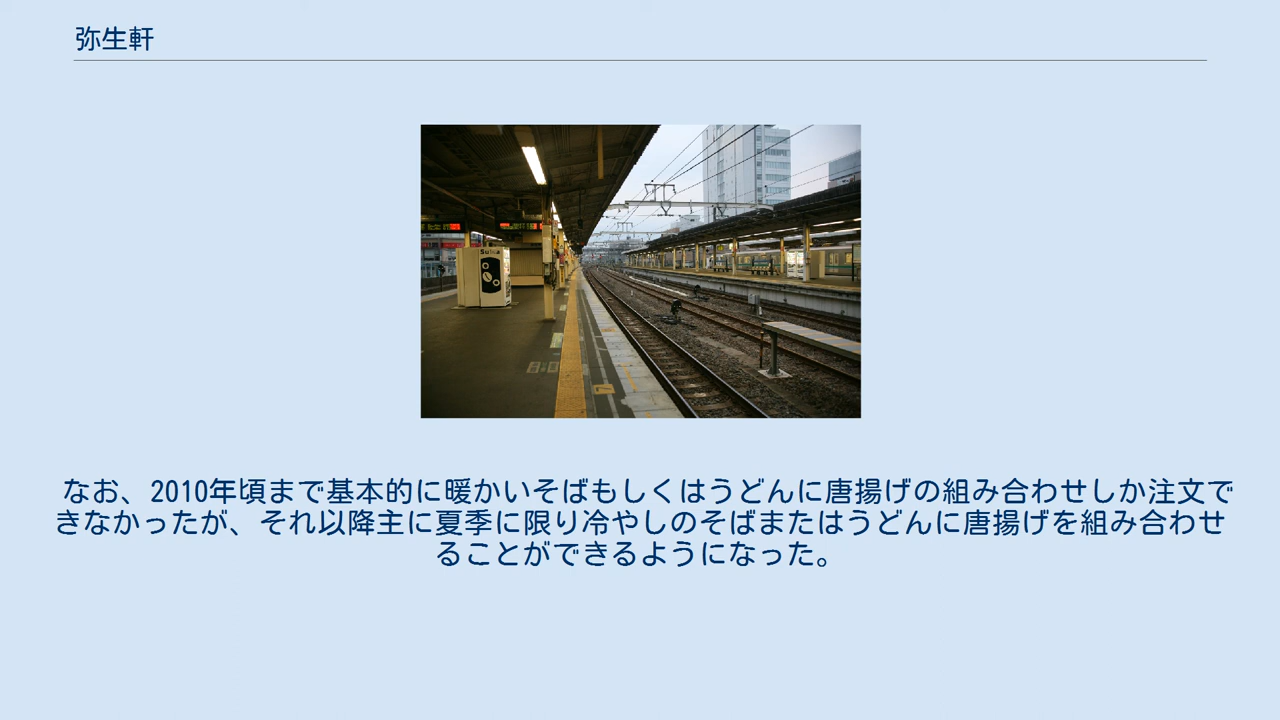 弥生軒
なお、2010年頃まで基本的に暖かいそばもしくはうどんに唐揚げの組み合わせしか注文で
きなかったが、それ以降主に夏季に限り冷やしのそばまたはうどんに唐揚げを組み合わせ
ることができるようになった。